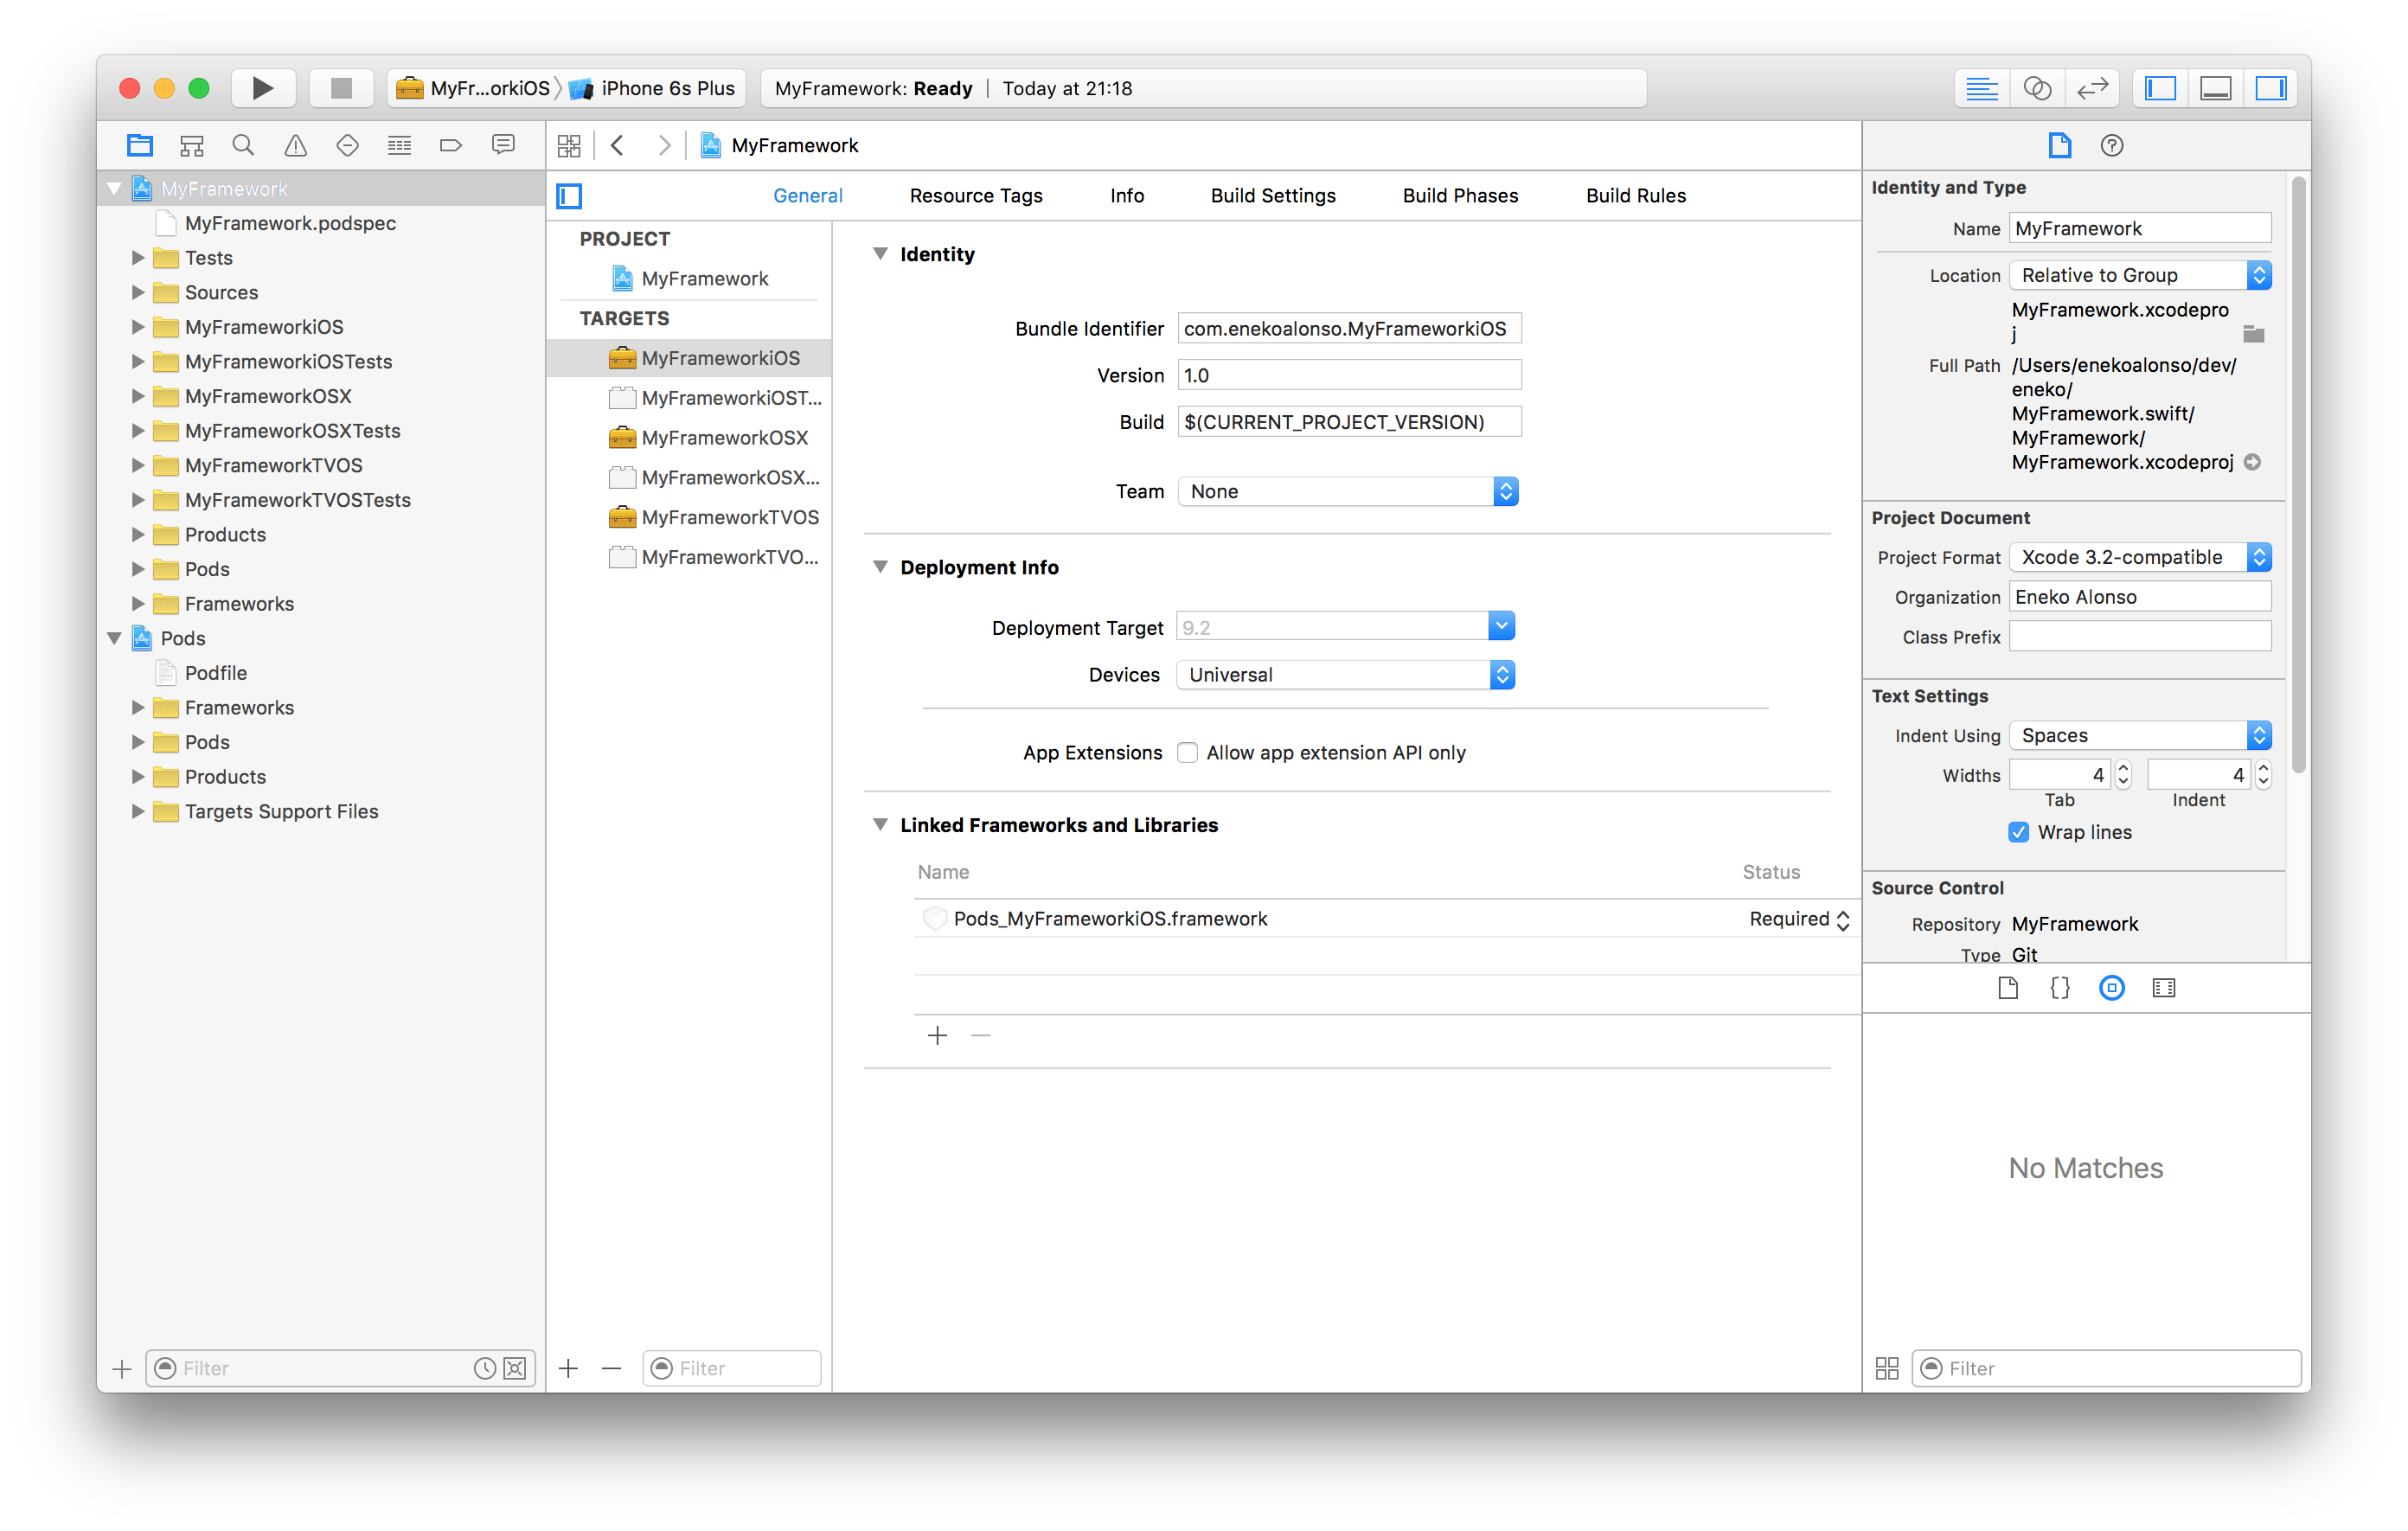 MyFr...orkiOS
iPhone 6s Plus
MyFramework: Ready | Today at 21:18
MyFramework
MyFramework.podspec
Tests
Sources
MyFrameworkiOS
MyFrameworkiOSTests
MyFrameworkOSX
MyFrameworkOSXTests
MyFrameworkTVOS
MyFrameworkTVOSTests
Products
Pods
Frameworks
Pods
Podfile
Frameworks
Pods
Products
Targets Support Files
Filter
MyFramework
General Resource Tags Info Build Settings Build Phases Build Rules
PROJECT
MyFramework
TARGETS
MyFrameworkiOS
MyFrameworkiOST...
MyFrameworkOSX
MyFrameworkOSX...
MyFrameworkTVOS
MyFrameworkTVO...
Filter
Identity
Bundle Identifier com.enekoalonso.MyFrameworkiOS
Version 1.0
Build $(CURRENT_PROJECT_VERSION)
Team None
Deployment Info
Deployment Target 9.2
Devices Universal
App Extensions Allow app extension API only
Linked Frameworks and Libraries
Name Status
Pods_MyFrameworkiOS.framework Required
Identity and Type
Name MyFramework
Location Relative to Group
MyFramework.xcodepro
j
Full Path /Users/enekoalonso/dev/
eneko/
MyFramework.swift/
MyFramework/
MyFramework.xcodeproj
Project Document
Project Format Xcode 3.2-compatible
Organization Eneko Alonso
Class Prefix
Text Settings
Indent Using Spaces
Widths 4 4
Tab Indent
Wrap lines
Source Control
Repository MyFramework
Type Git
No Matches
Filter